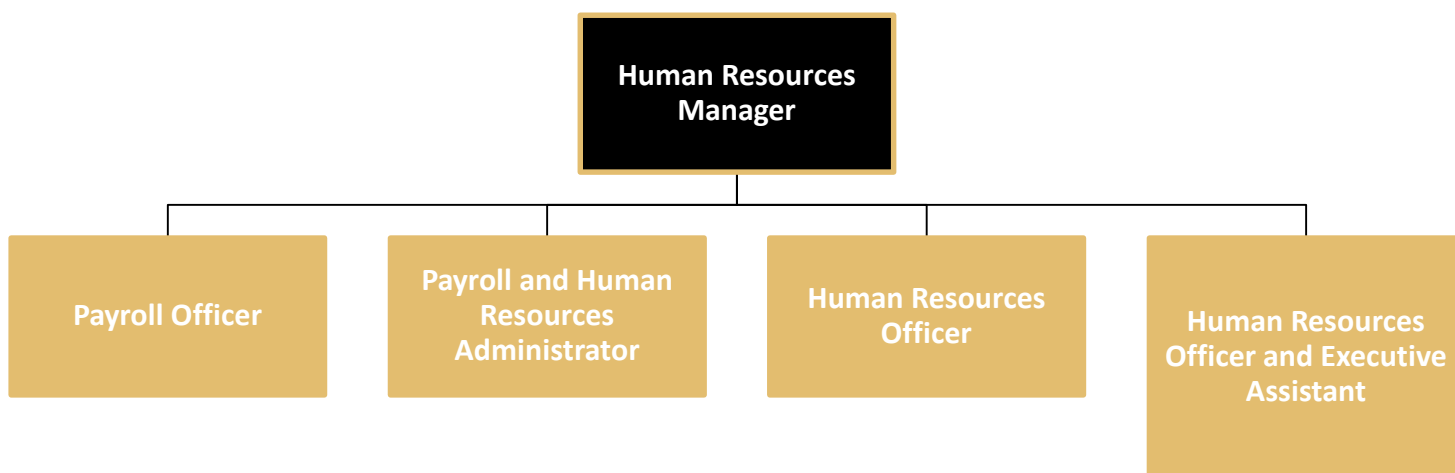 Human Resources
Manager
Payroll Officer
Payroll and Human
Resources
Administrator
Human Resources
Officer
Human Resources
Officer and Executive
Assistant